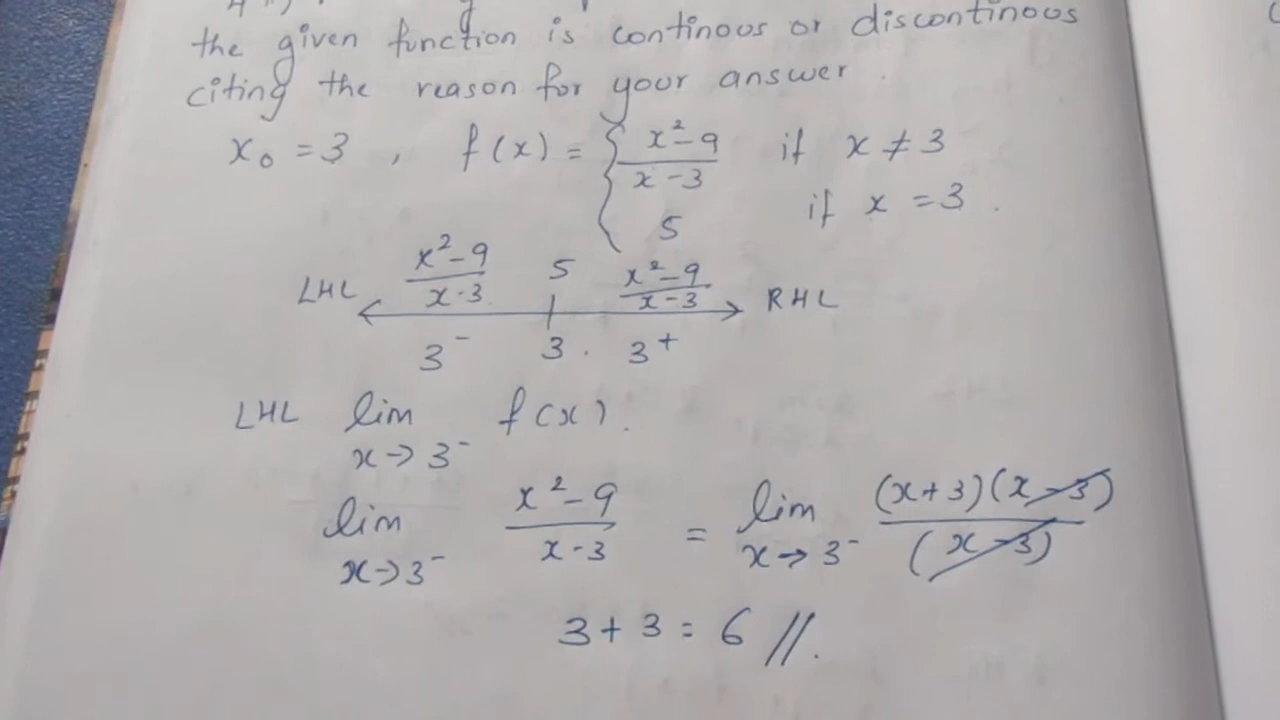 the given function is continous or discontinoous
citing the reason for your answer.
x₀ = 3 , f(x) = { x²-9 / x-3 if x ≠ 3
5 if x = 3.
x²-9 / x-3 5 x²-9 / x-3
LHL RHL
3⁻ 3. 3⁺
LHL lim x→3⁻ f(x).
lim x→3⁻ x²-9 / x-3 = lim x→3⁻ (x+3)(x-3) / (x-3)
3+3 = 6 //.